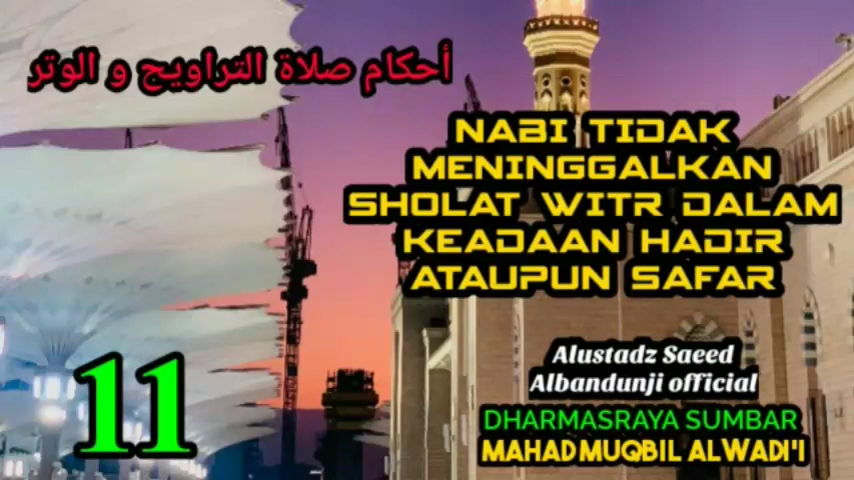 أحكام صلاة التراويح و الوتر
NABI TIDAK
MENINGGALKAN
SHOLAT WITR DALAM
KEADAAN HADIR
ATAUPUN SAFAR
11
Alustadz Saeed
Albandunji official
DHARMASRAYA SUMBAR
MAHAD MUQBIL ALWADI'I